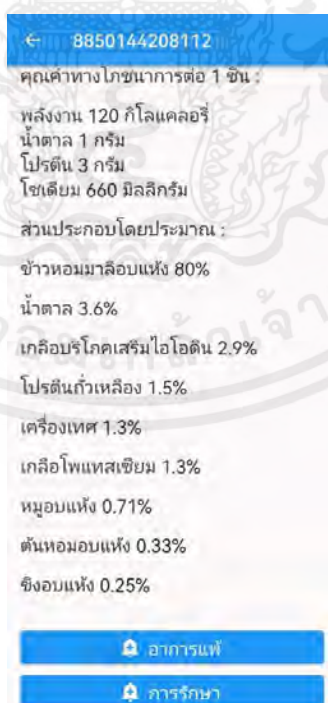 8850144208112
คุณค่าทางโภชนาการต่อ 1 ชิ้น :
พลังงาน 120 กิโลแคลอรี่
น้ำตาล 1 กรัม
โปรตีน 3 กรัม
โซเดียม 660 มิลลิกรัม
ส่วนประกอบโดยประมาณ :
ข้าวหอมมะลิอบแห้ง 80%
น้ำตาล 3.6%
เกลือบริโภคเสริมไอโอดิน 2.9%
โปรตีนถั่วเหลือง 1.5%
เครื่องเทศ 1.3%
เกลือโพแทสเซียม 1.3%
หมูอบแห้ง 0.71%
ต้นหอมอบแห้ง 0.33%
ขิงอบแห้ง 0.25%
อาการแพ้
การรักษา